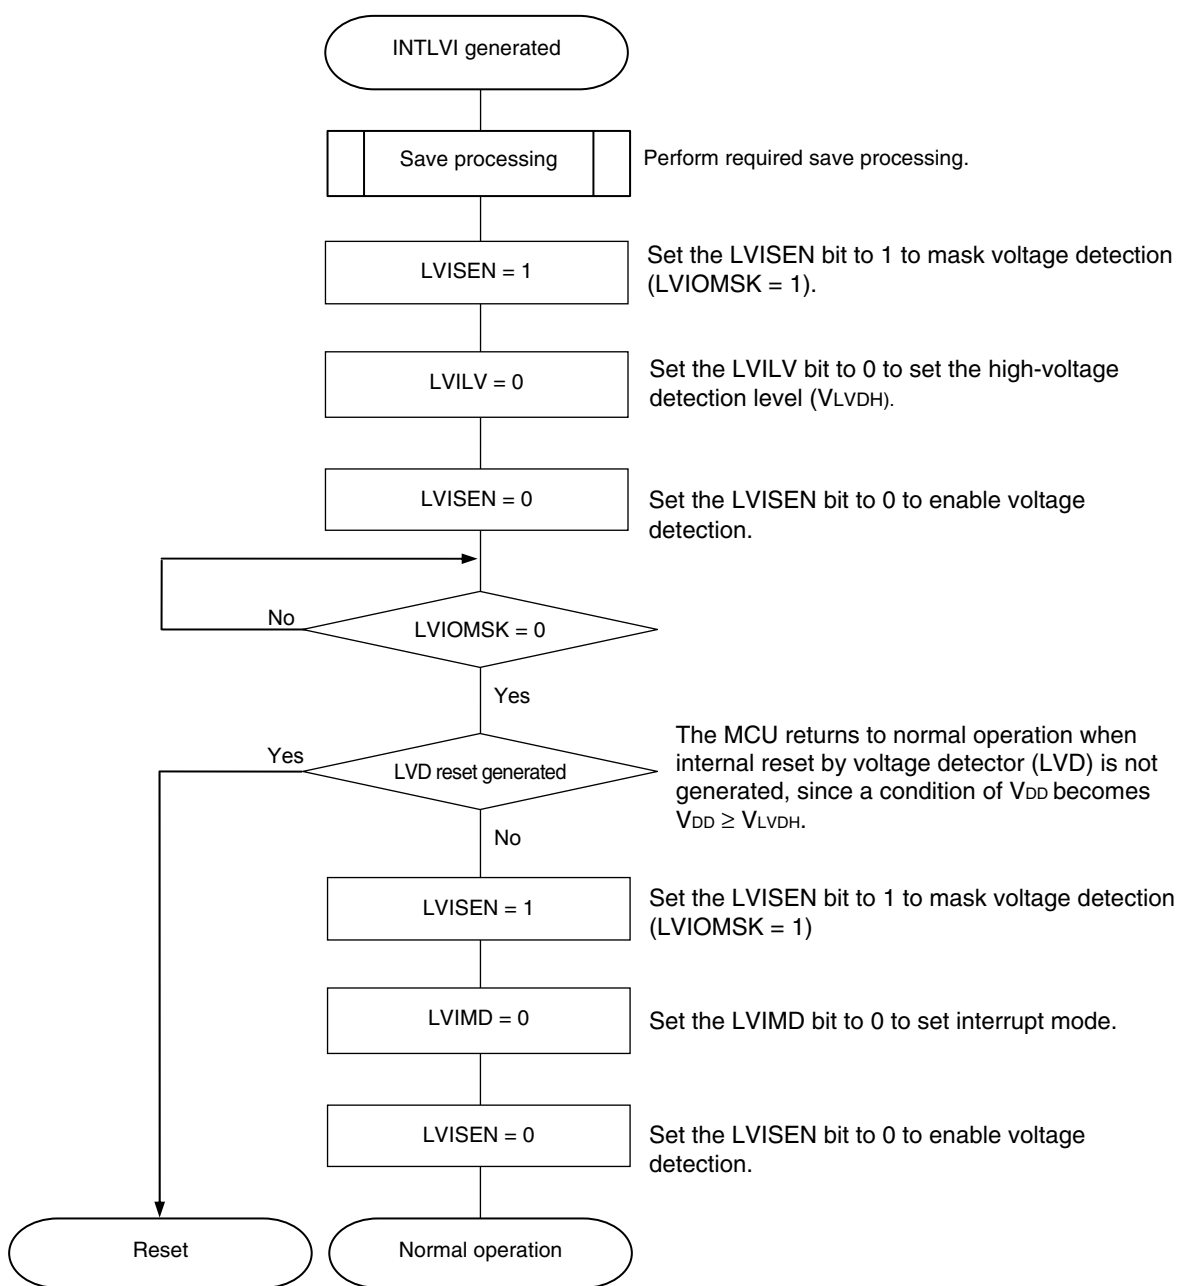 INTLVI generated
Save processing
Perform required save processing.
LVISEN = 1
Set the LVISEN bit to 1 to mask voltage detection
(LVIOMSK = 1).
LVILV = 0
Set the LVILV bit to 0 to set the high-voltage
detection level (VLVDH).
LVISEN = 0
Set the LVISEN bit to 0 to enable voltage
detection.
No
LVIOMSK = 0
Yes
Yes
LVD reset generated
The MCU returns to normal operation when
internal reset by voltage detector (LVD) is not
generated, since a condition of VDD becomes
VDD ≥ VLVDH.
No
LVISEN = 1
Set the LVISEN bit to 1 to mask voltage detection
(LVIOMSK = 1)
LVIMD = 0
Set the LVIMD bit to 0 to set interrupt mode.
LVISEN = 0
Set the LVISEN bit to 0 to enable voltage
detection.
Reset
Normal operation